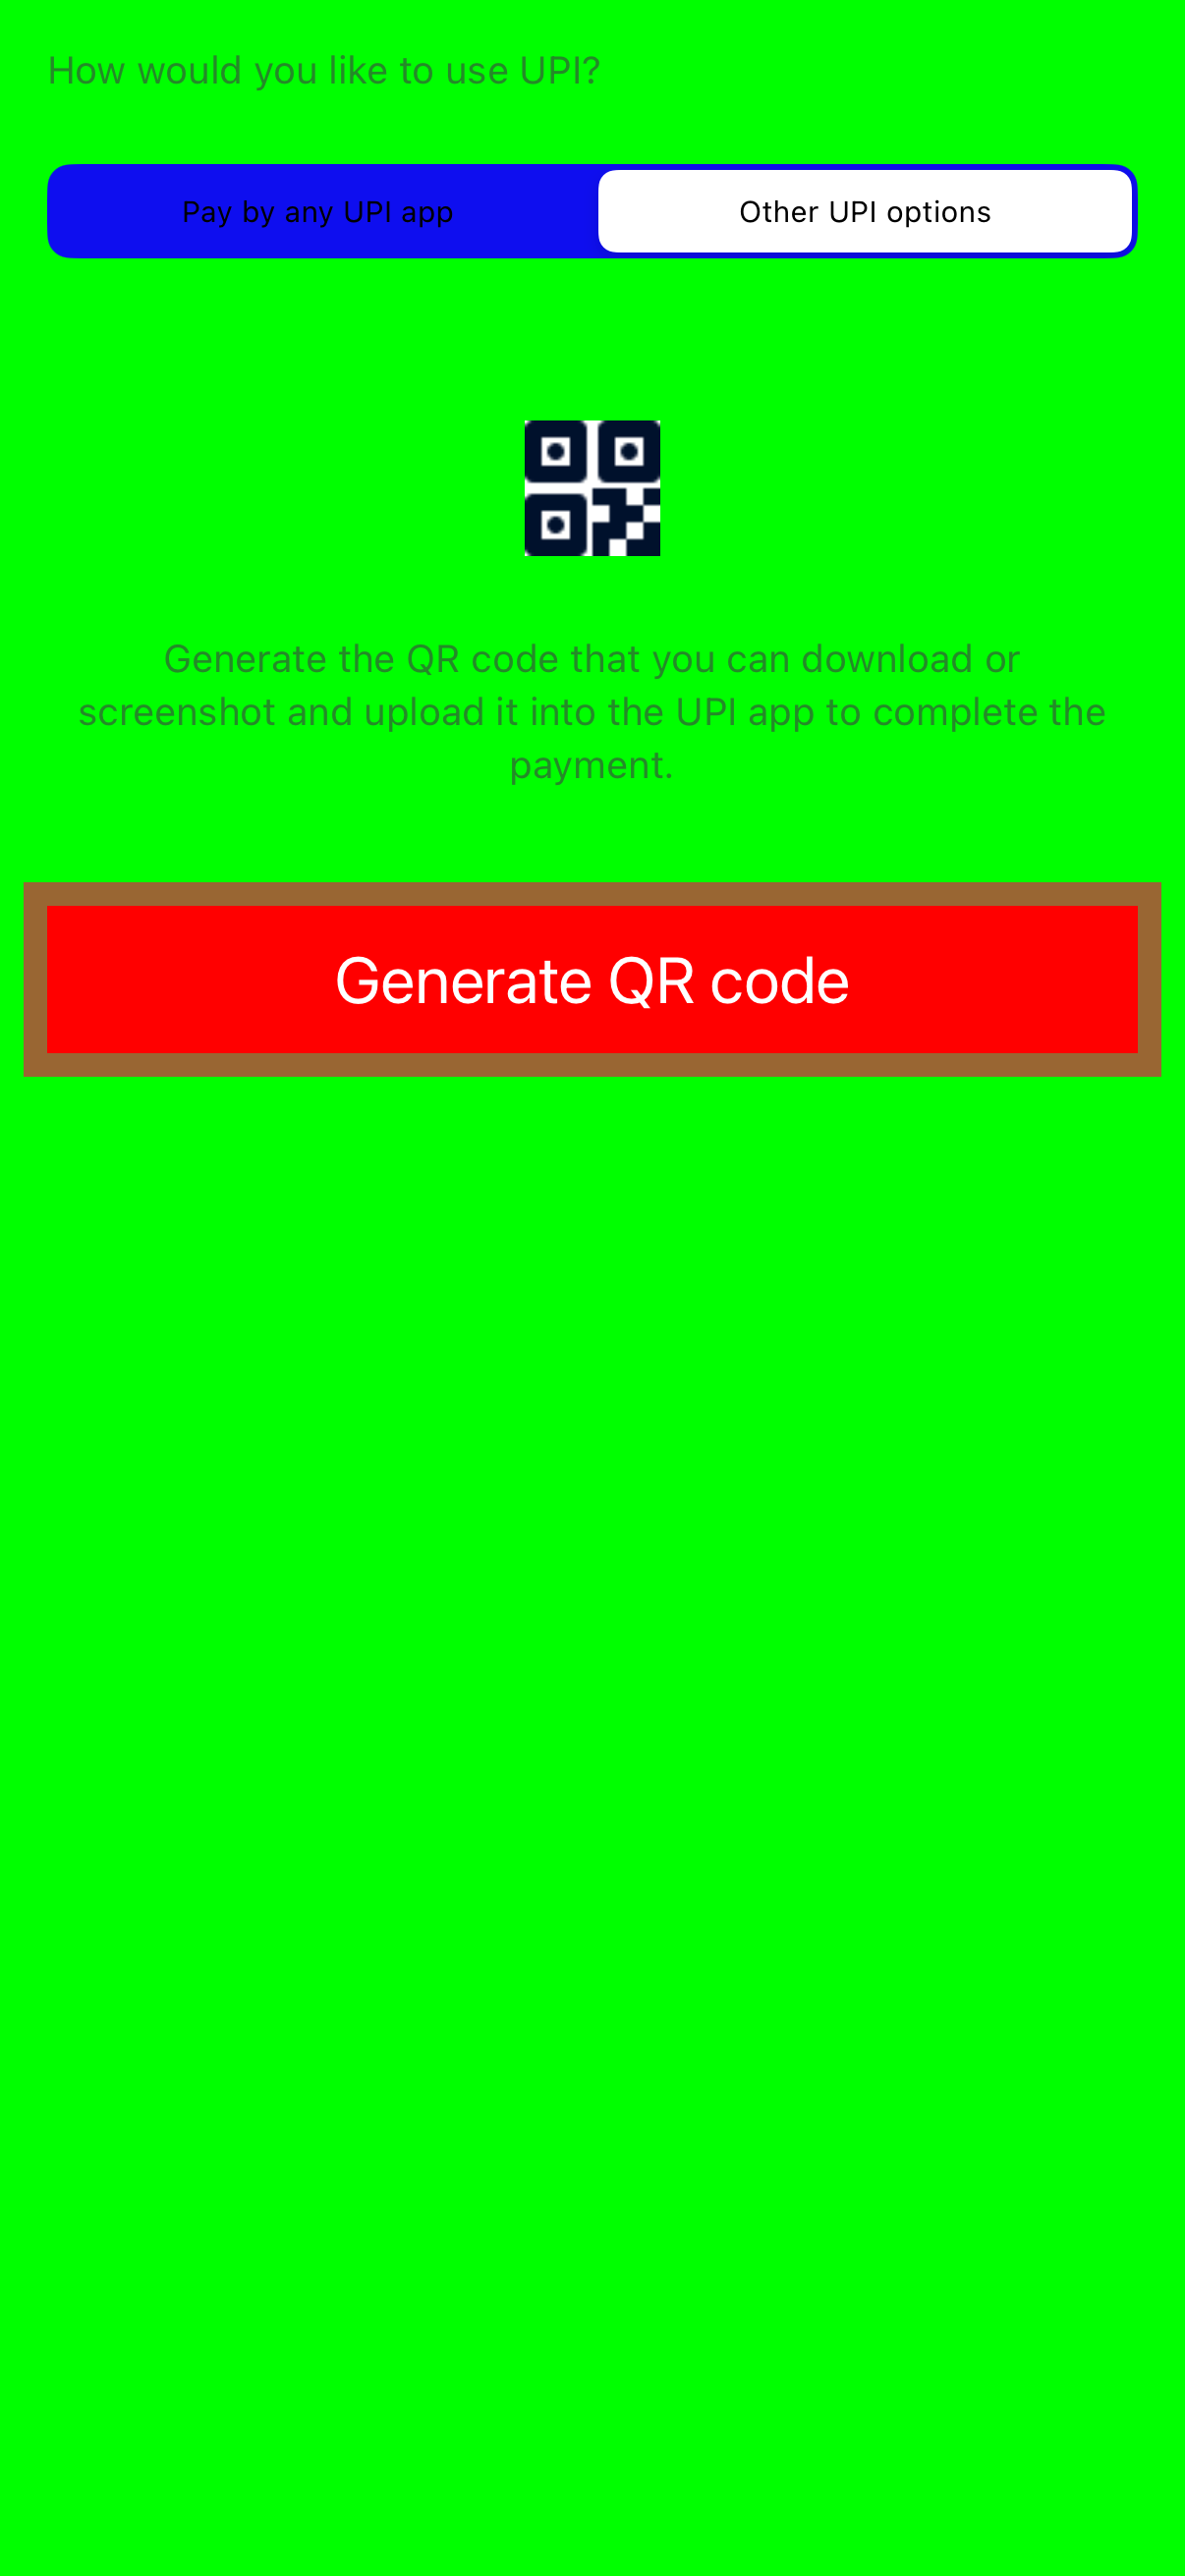 How would you like to use UPI?
Pay by any UPI app
Other UPI options
Generate the QR code that you can download or
screenshot and upload it into the UPI app to complete the
payment.
Generate QR code